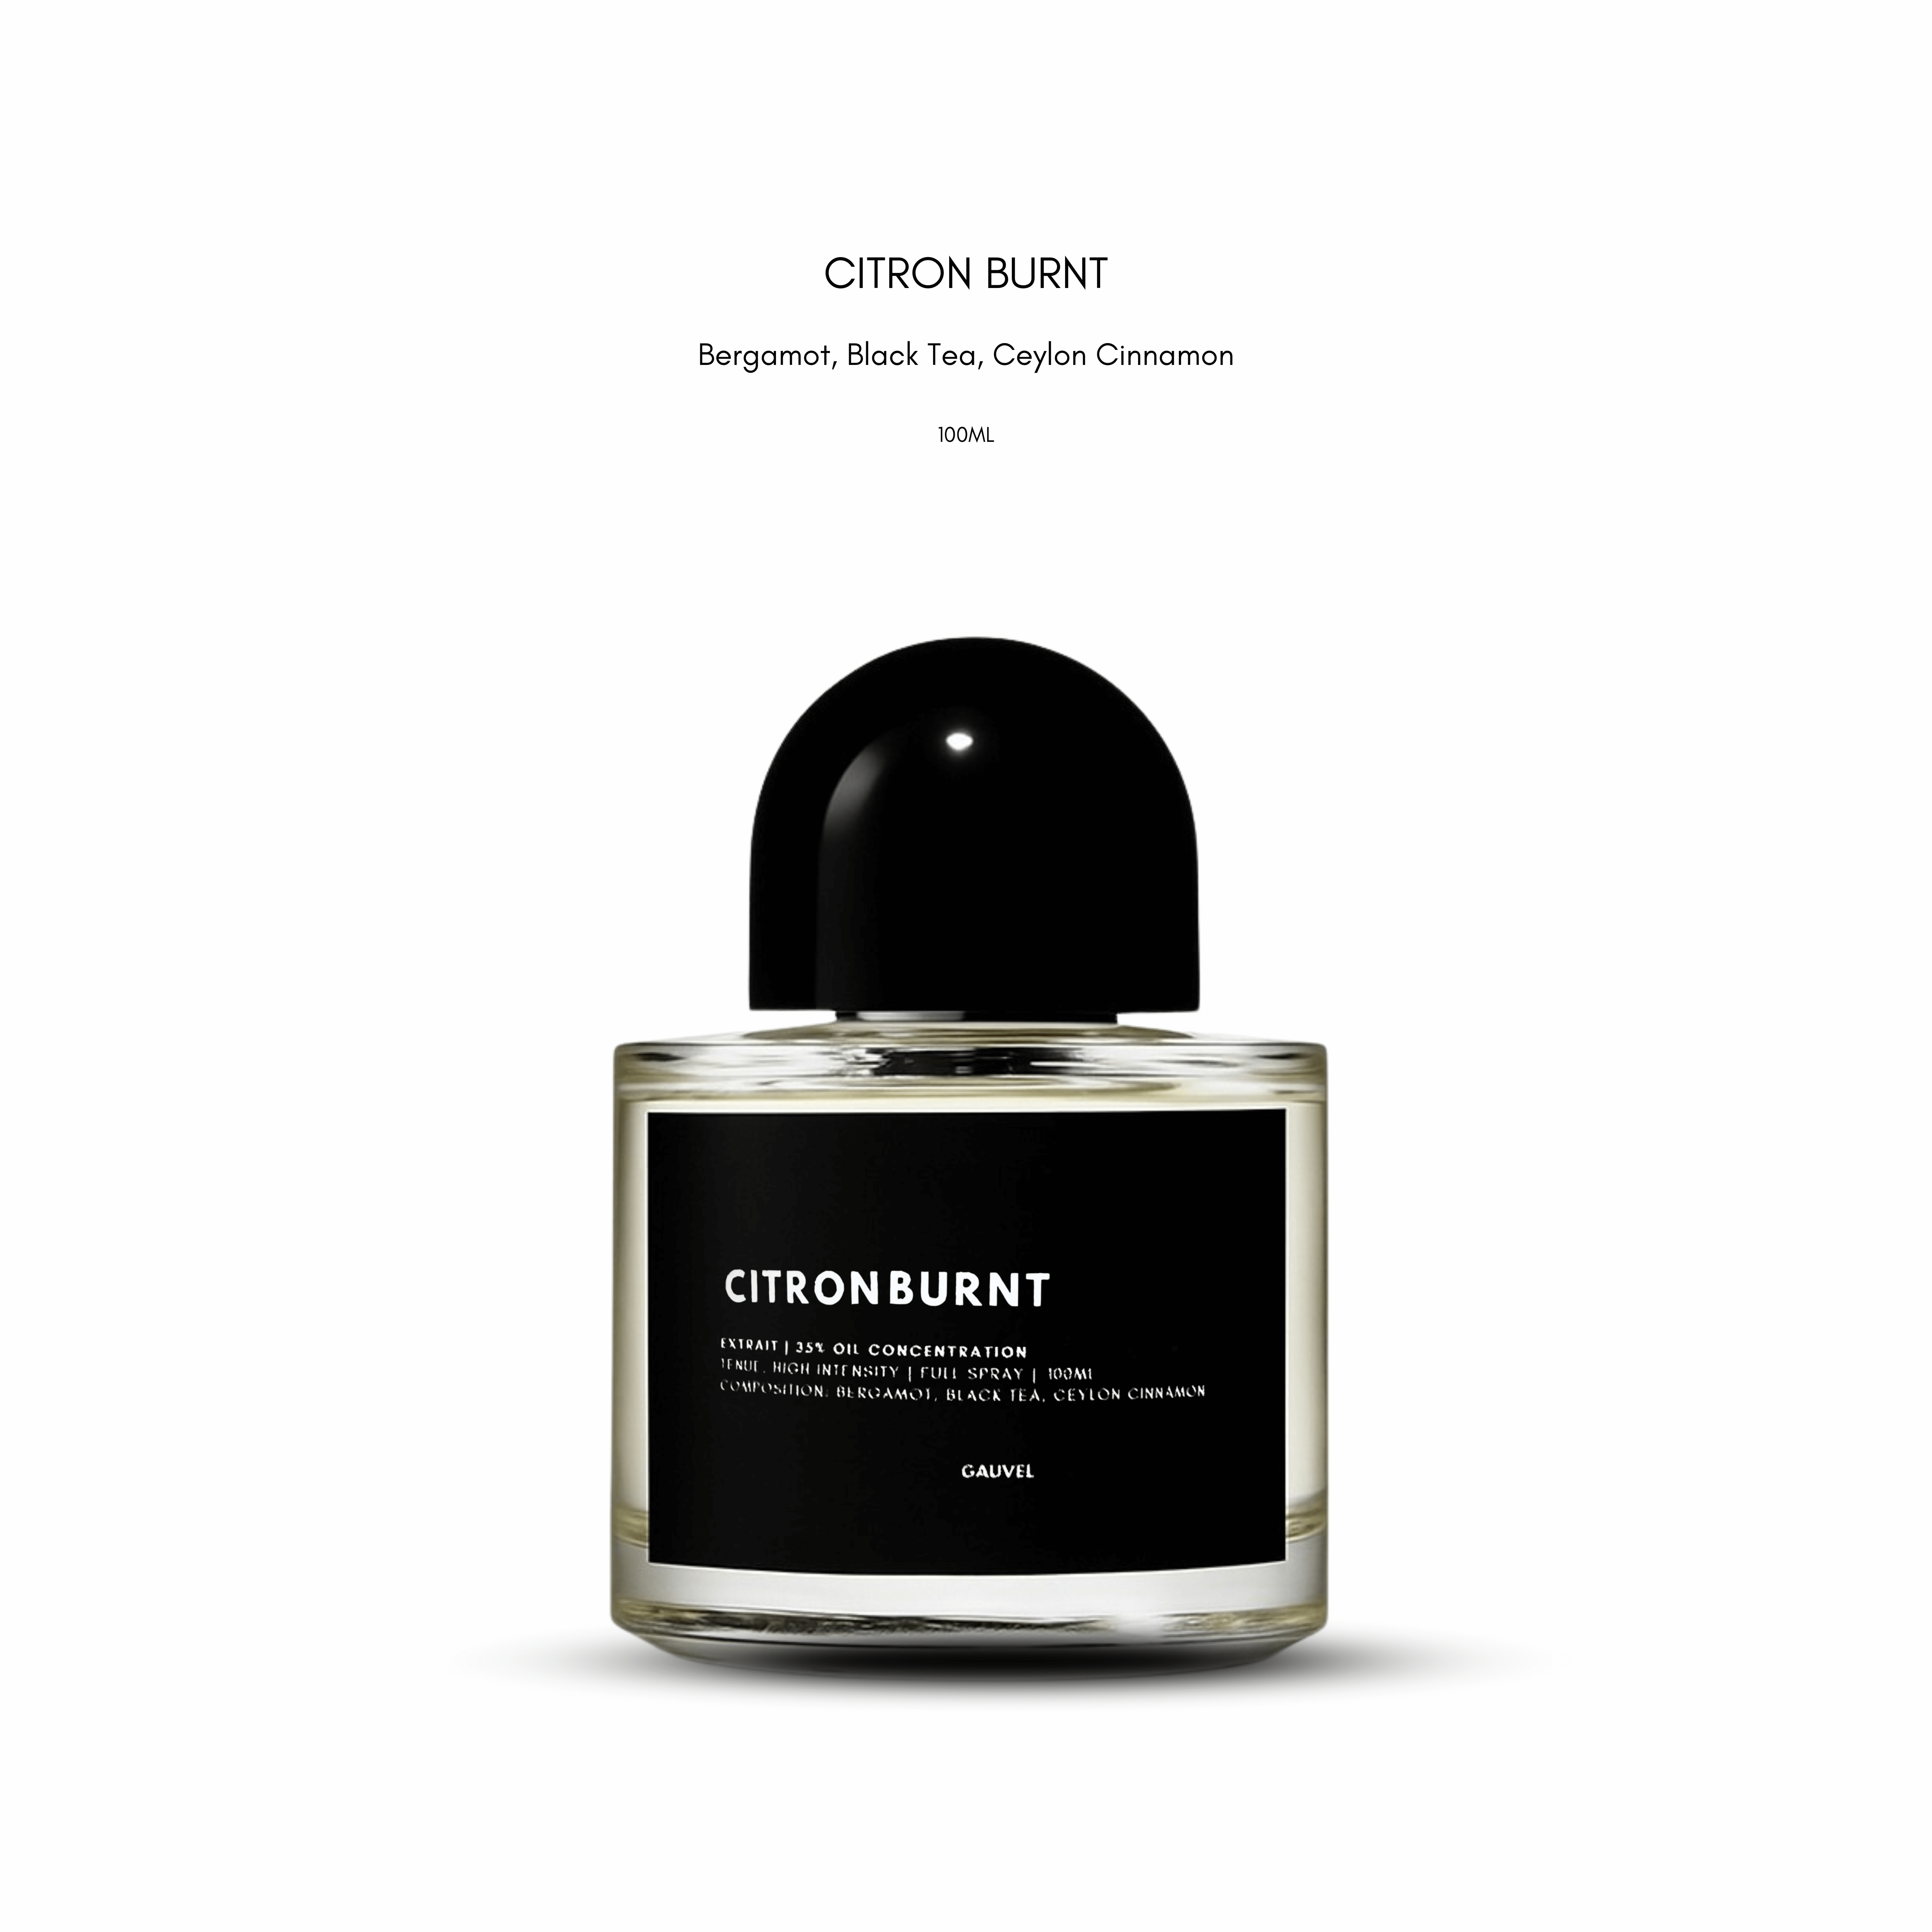 CITRON BURNT
Bergamot, Black Tea, Ceylon Cinnamon
100ML
CITRONBURNT
EXTRAIT | 35% OIL CONCENTRATION
TENUE. HIGH INTENSITY | FULL SPRAY | 100ML
COMPOSITION: BERGAMOT, BLACK TEA, CEYLON CINNAMON
GAUVEL